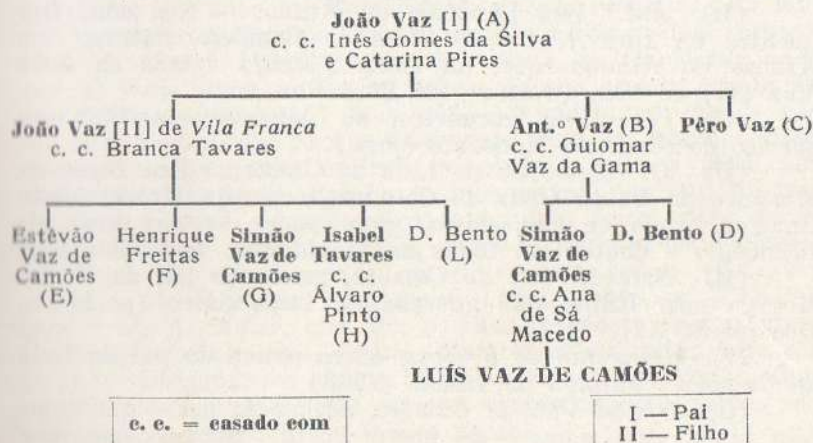 João Vaz [I] (A)
c. c. Inês Gomes da Silva
e Catarina Pires
João Vaz [II] de Vila Franca
c. c. Branca Tavares
Ant.º Vaz (B)
c. c. Guiomar
Vaz da Gama
Pêro Vaz (C)
Estêvão
Vaz de
Camões
(E)
Henrique
Freitas
(F)
Simão
Vaz de
Camões
(G)
Isabel
Tavares
c. c.
Álvaro
Pinto
(H)
D. Bento
(L)
Simão
Vaz de
Camões
c. c. Ana
de Sá
Macedo
D. Bento (D)
LUÍS VAZ DE CAMÕES
c. c. = casado com
I — Pai
II — Filho